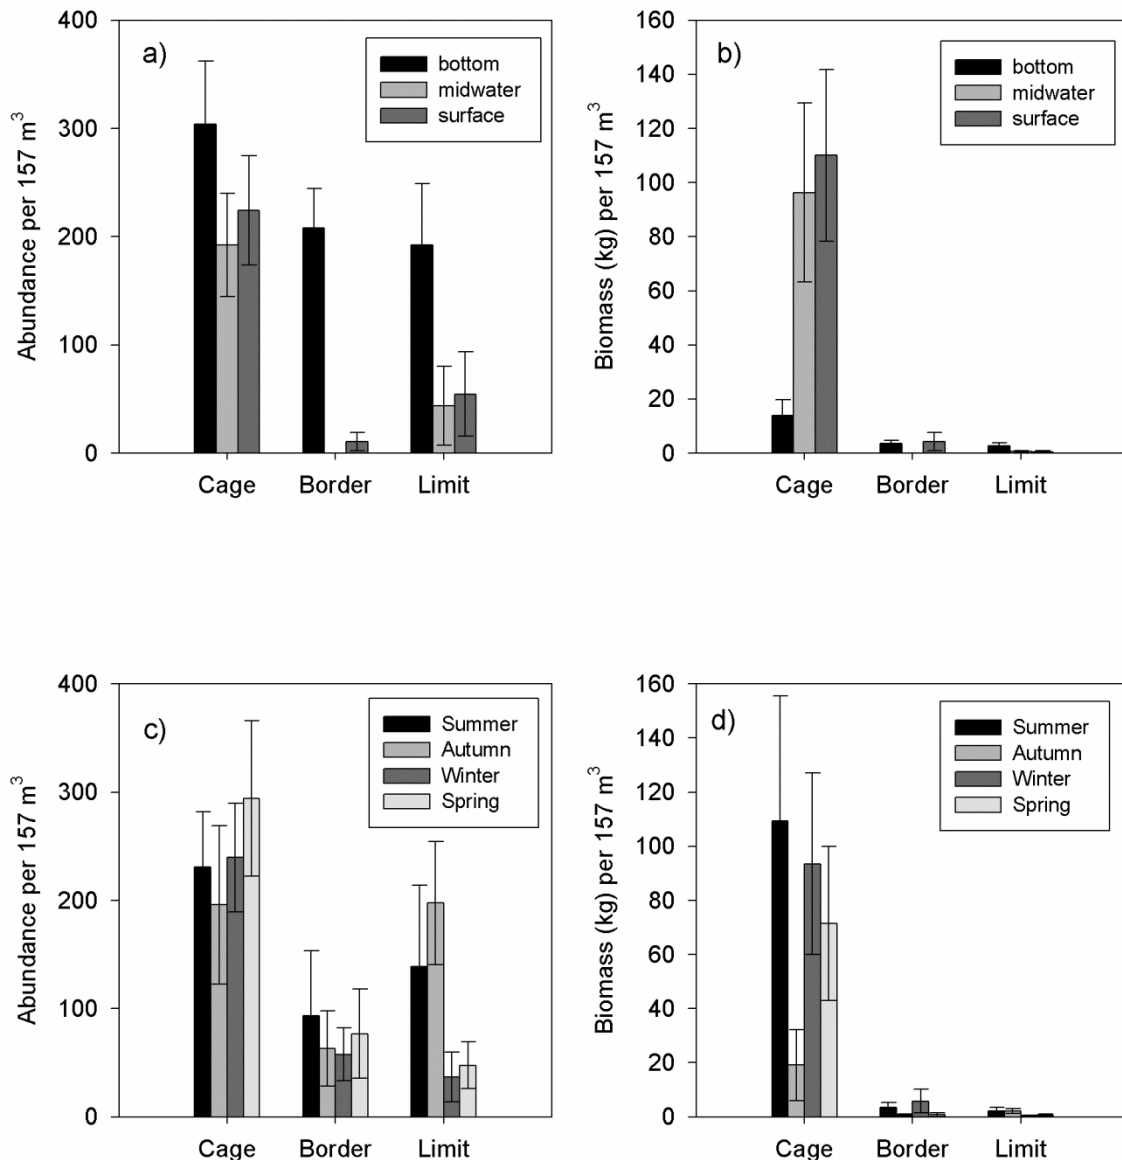 a)
Abundance per 157 m³
400
300
200
100
0
bottom
midwater
surface
Cage Border Limit
b)
Biomass (kg) per 157 m³
160
140
120
100
80
60
40
20
0
bottom
midwater
surface
Cage Border Limit
c)
Abundance per 157 m³
400
300
200
100
0
Summer
Autumn
Winter
Spring
Cage Border Limit
d)
Biomass (kg) per 157 m³
160
140
120
100
80
60
40
20
0
Summer
Autumn
Winter
Spring
Cage Border Limit